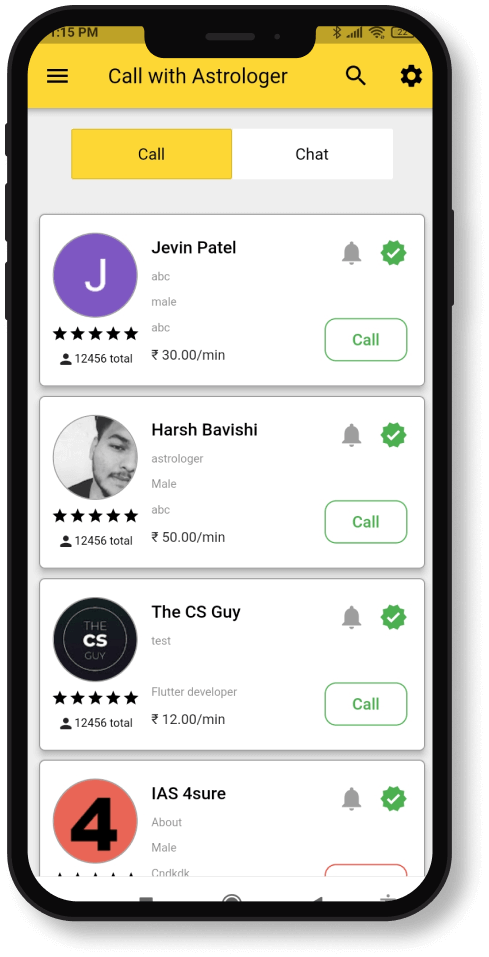 1:15 PM 22
Call with Astrologer
Call Chat
J
Jevin Patel
abc
male
abc
₹ 30.00/min
12456 total
Call
Harsh Bavishi
astrologer
Male
abc
₹ 50.00/min
12456 total
Call
THE
CS
GUY
The CS Guy
test
Flutter developer
₹ 12.00/min
12456 total
Call
4
IAS 4sure
About
Male
Cndkdk